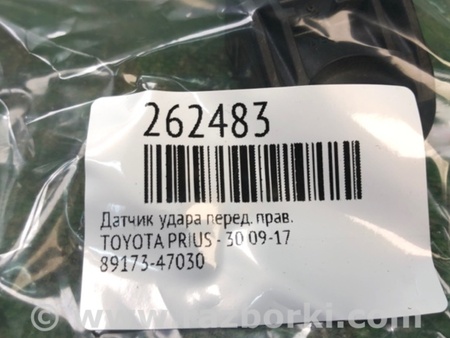 262483
Датчик удара перед. прав.
TOYOTA PRIUS - 30 09-17
89173-47030
© www.razborki.com